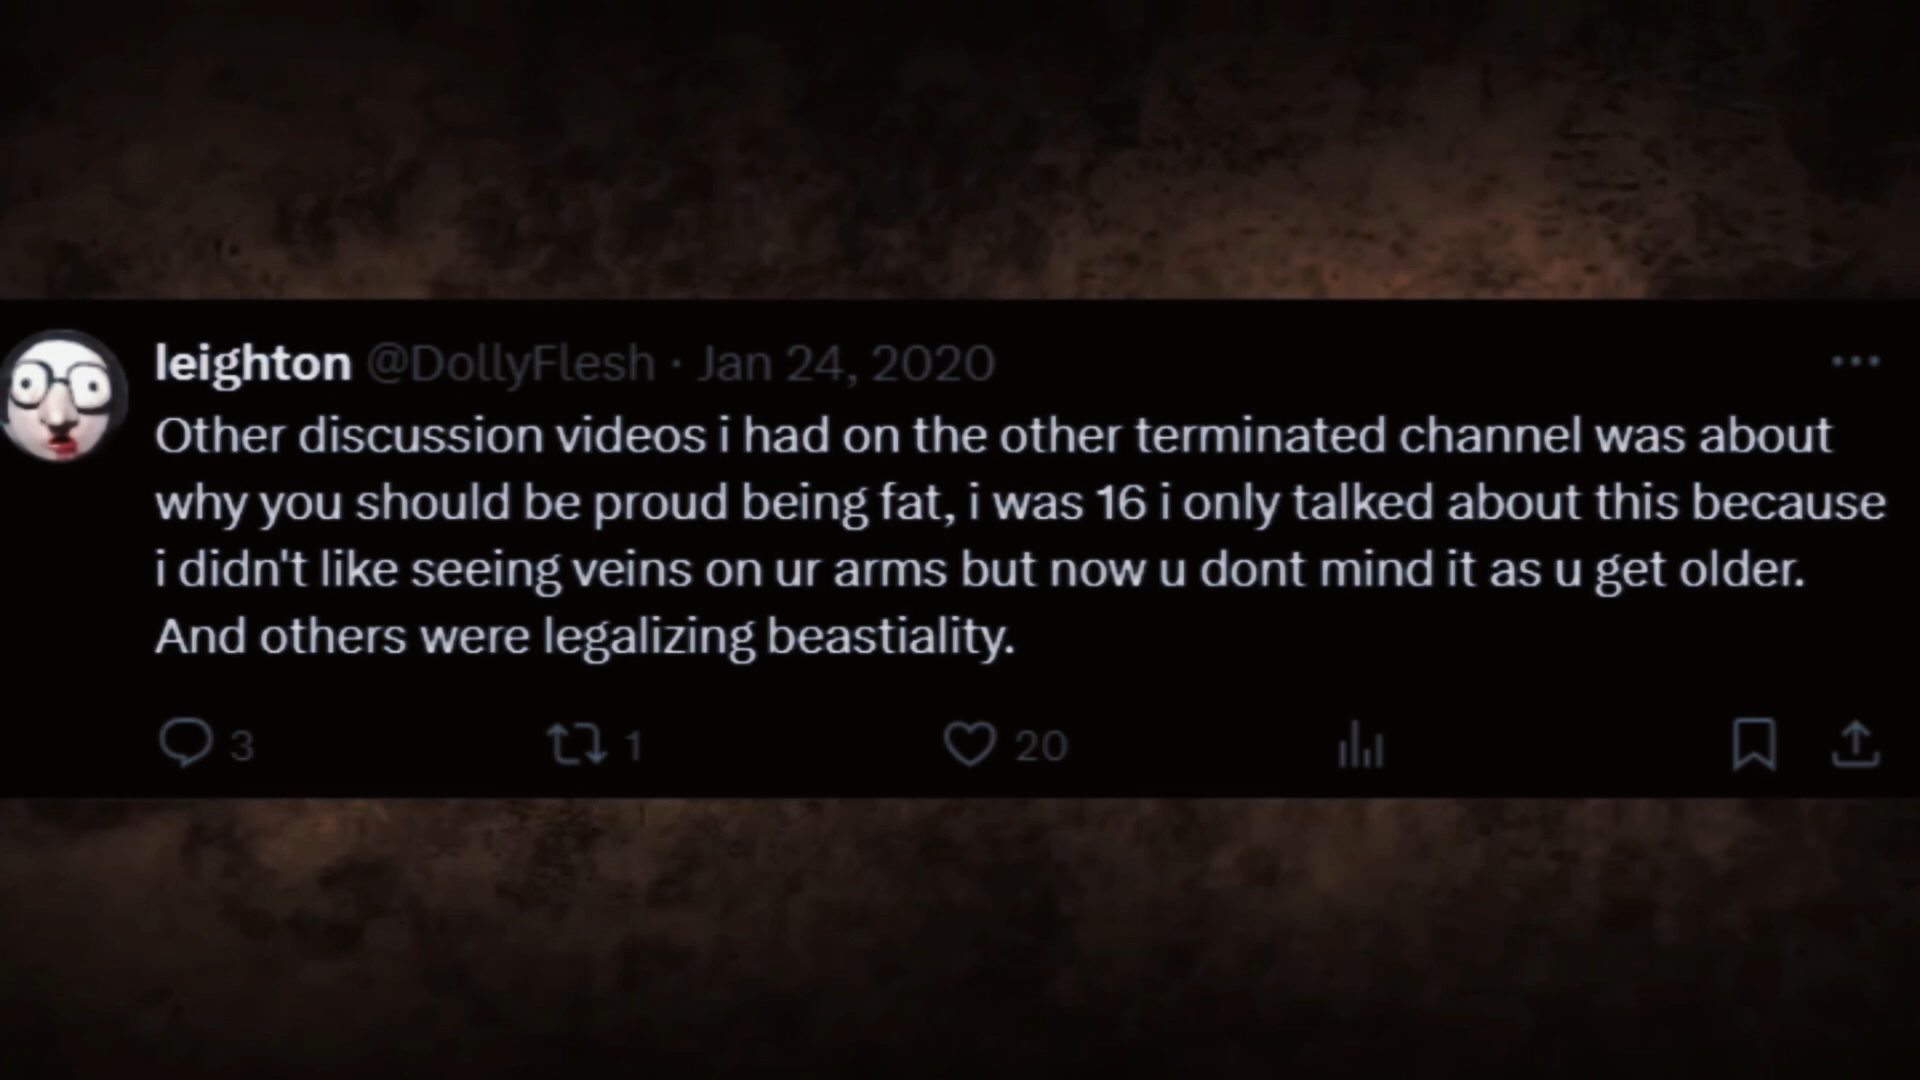 leighton @DollyFlesh · Jan 24, 2020
Other discussion videos i had on the other terminated channel was about
why you should be proud being fat, i was 16 i only talked about this because
i didn't like seeing veins on ur arms but now u dont mind it as u get older.
And others were legalizing beastiality.
3 1 20